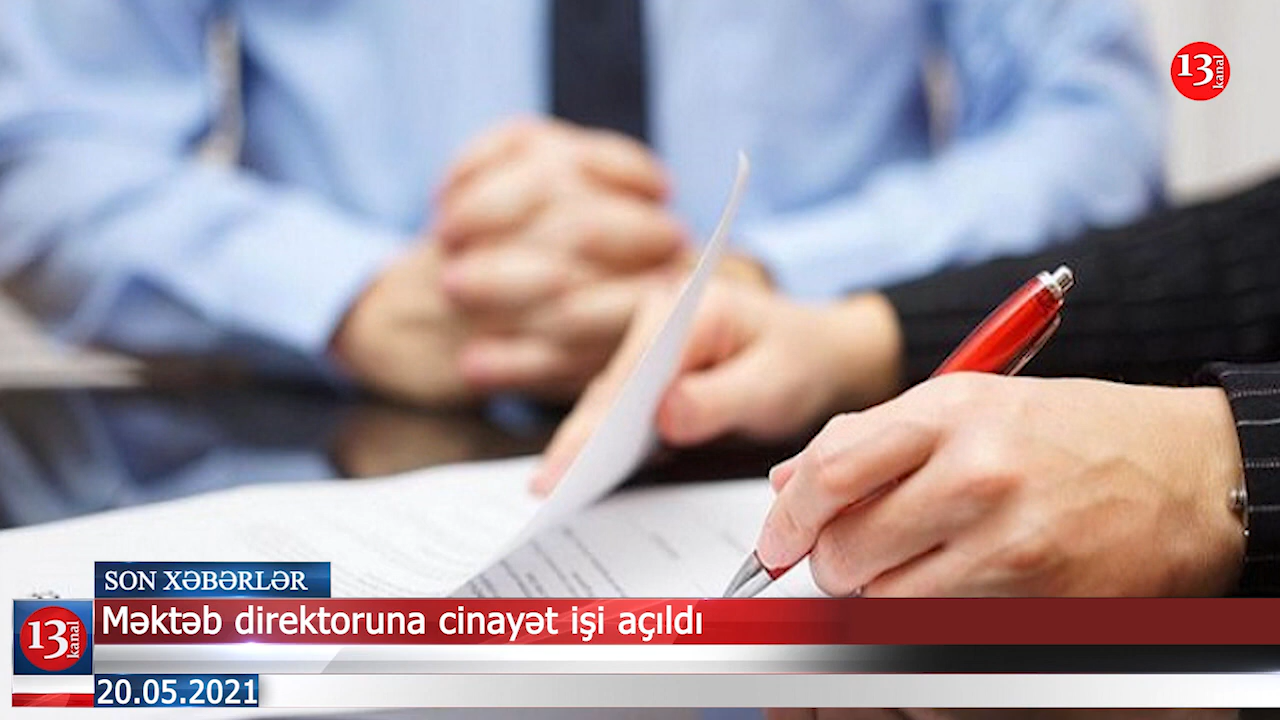 13
kanal
SON XƏBƏRLƏR
Məktəb direktoruna cinayət işi açıldı
13
kanal
20.05.2021